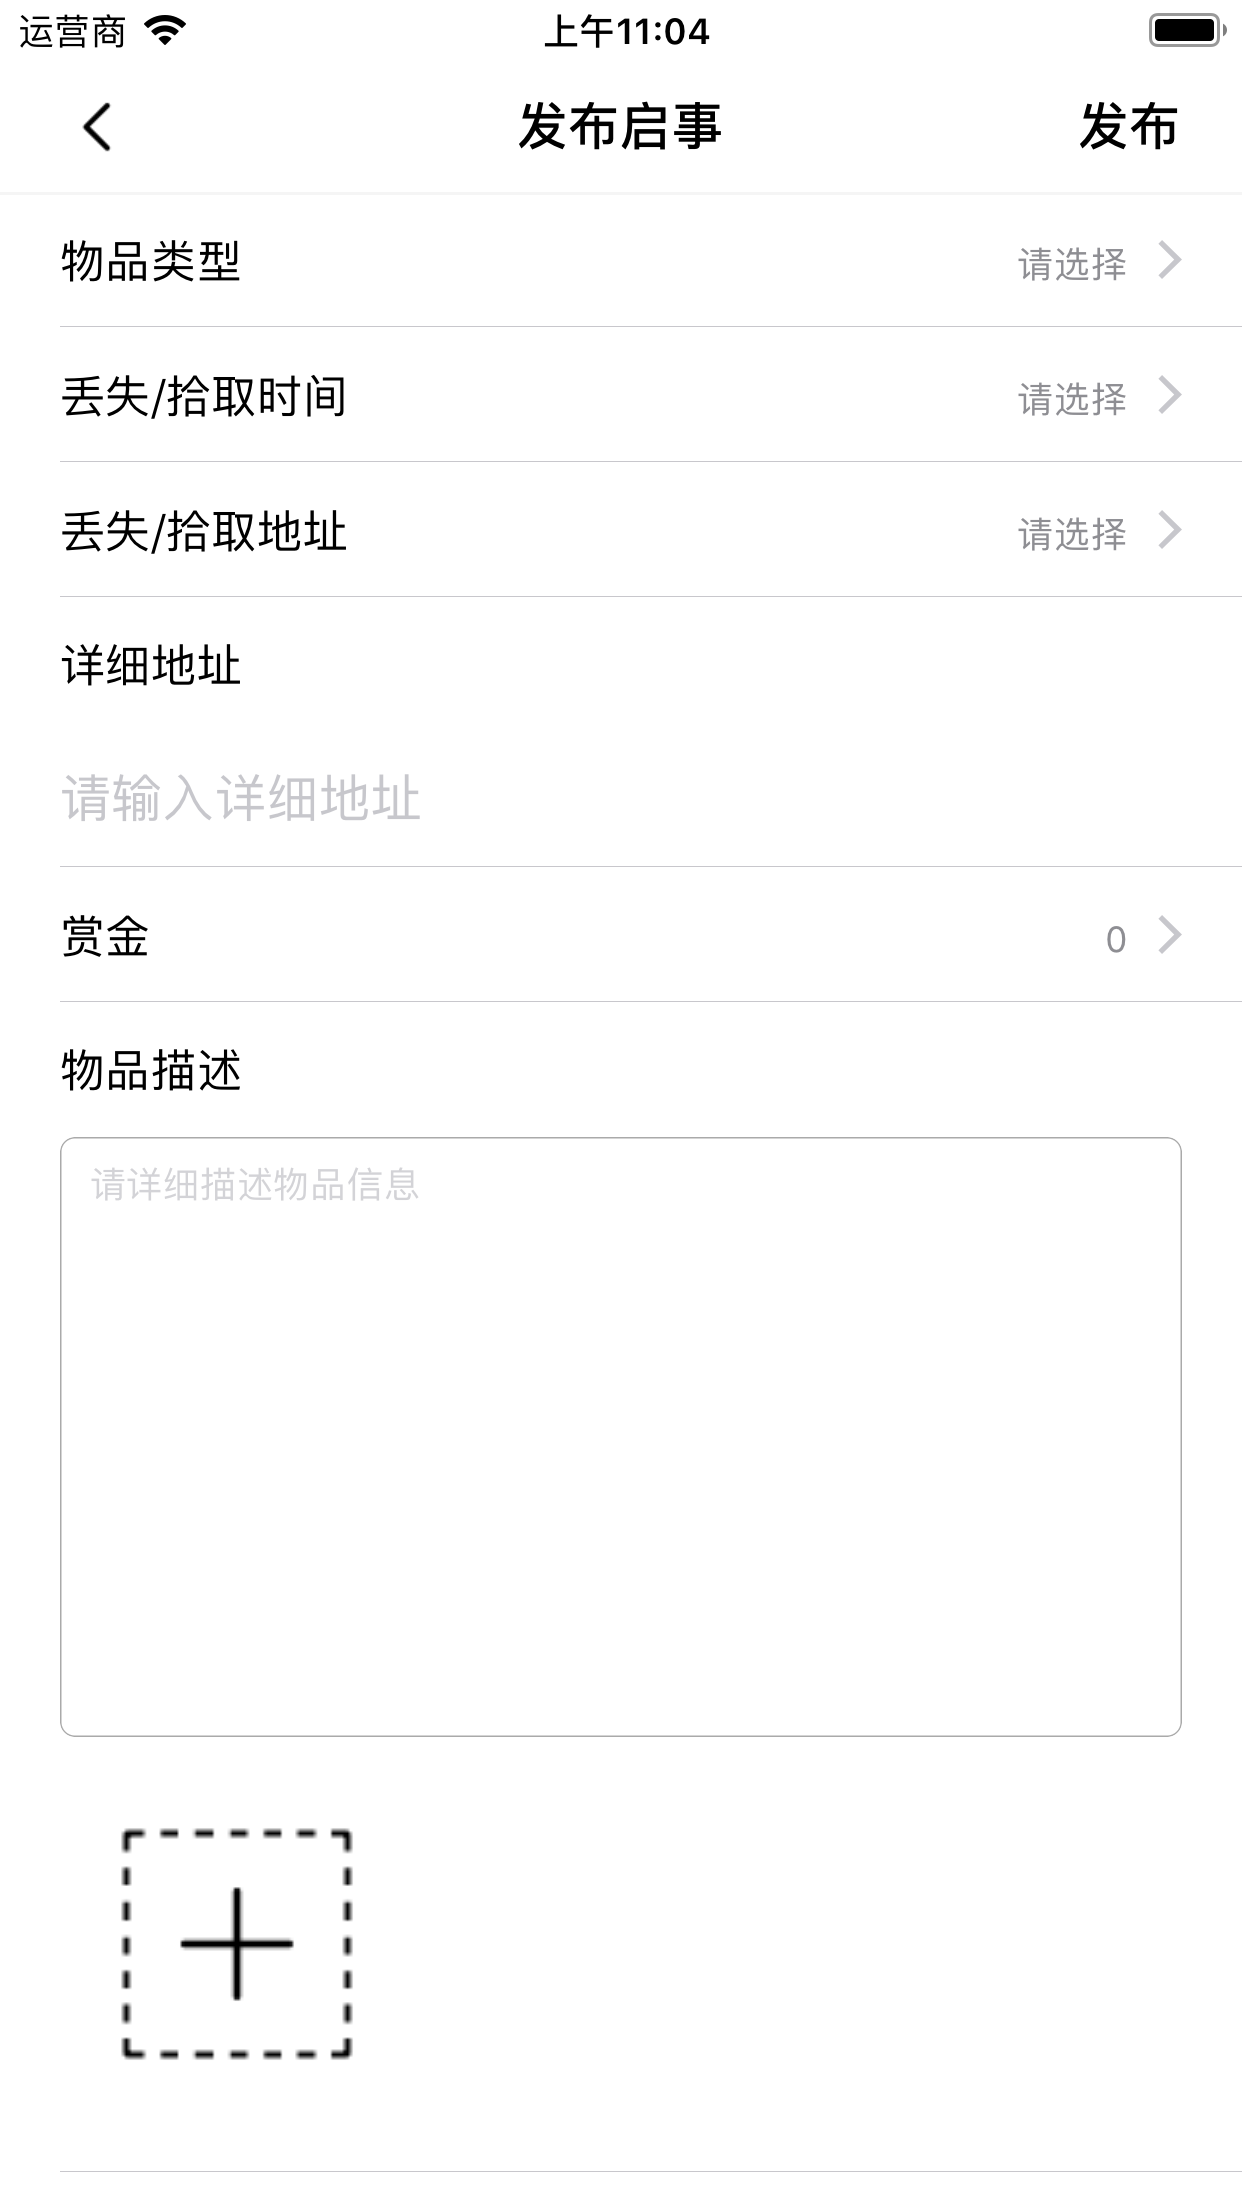 运营商 上午11:04
发布启事 发布
物品类型 请选择
丢失/拾取时间 请选择
丢失/拾取地址 请选择
详细地址
请输入详细地址
赏金 0
物品描述
请详细描述物品信息